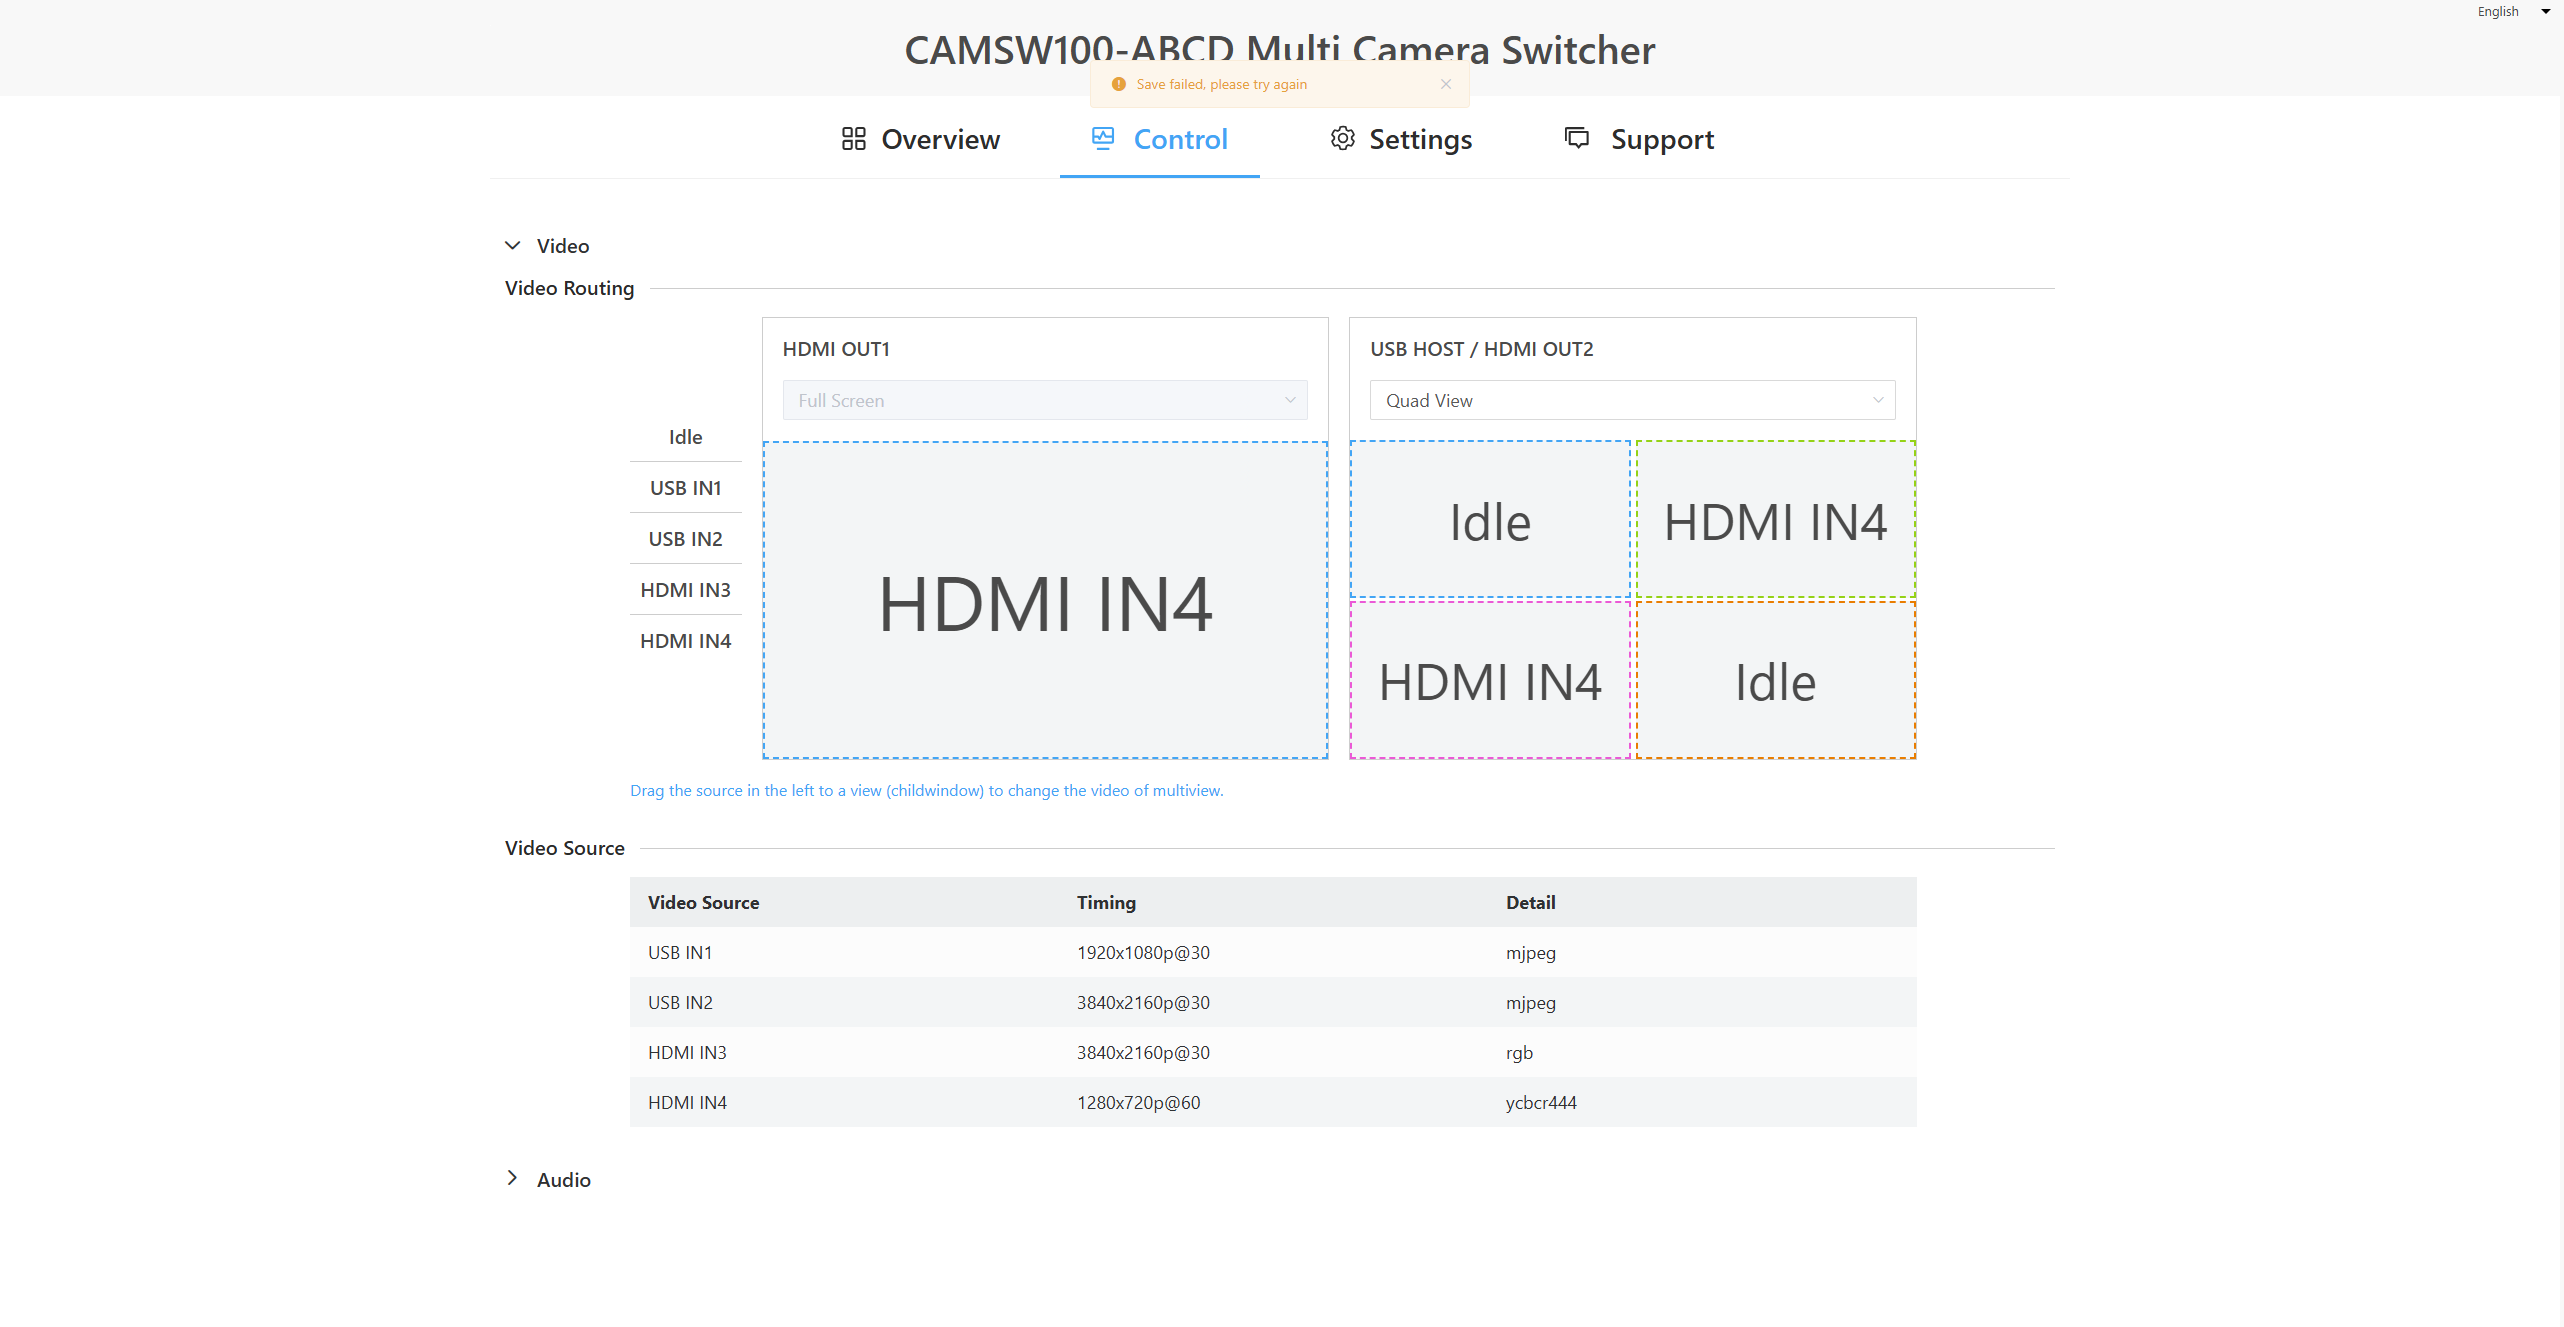 English
CAMSW100-ABCD Multi Camera Switcher
Save failed, please try again
Overview
Control
Settings
Support
Video
Video Routing
Idle
USB IN1
USB IN2
HDMI IN3
HDMI IN4
HDMI OUT1
Full Screen
HDMI IN4
USB HOST / HDMI OUT2
Quad View
Idle
HDMI IN4
HDMI IN4
Idle
Drag the source in the left to a view (childwindow) to change the video of multiview.
Video Source
Video Source Timing Detail
USB IN1 1920x1080p@30 mjpeg
USB IN2 3840x2160p@30 mjpeg
HDMI IN3 3840x2160p@30 rgb
HDMI IN4 1280x720p@60 ycbcr444
Audio